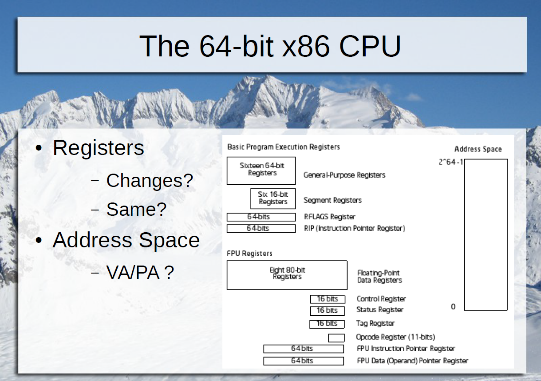 The 64-bit x86 CPU
• Registers
– Changes?
– Same?
• Address Space
– VA/PA ?
Basic Program Execution Registers
Address Space
2^64-1
Sixteen 64-bit
Registers
General-Purpose Registers
Six 16-bit
Registers
Segment Registers
64-bits
RFLAGS Register
64-bits
RIP (Instruction Pointer Register)
FPU Registers
Eight 80-bit
Registers
Floating-Point
Data Registers
0
16 bits
Control Register
16 bits
Status Register
16 bits
Tag Register
Opcode Register (11-bits)
64 bits
FPU Instruction Pointer Register
64 bits
FPU Data (Operand) Pointer Register